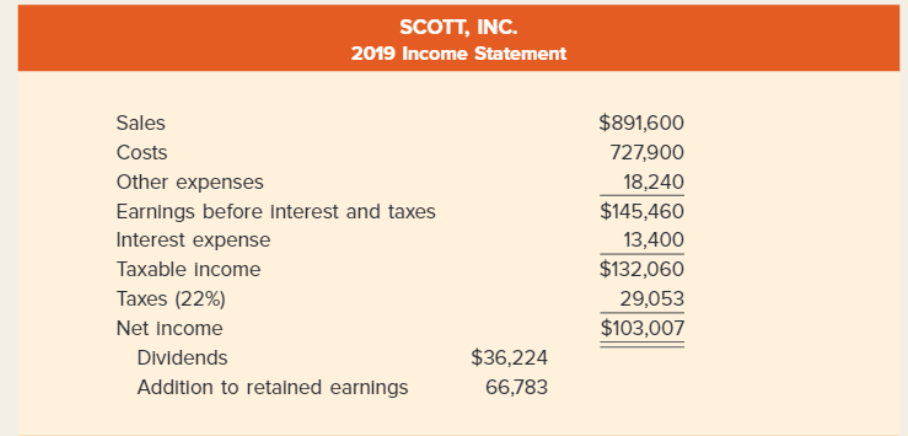 SCOTT, INC.
2019 Income Statement
Sales $891,600
Costs 727,900
Other expenses 18,240
Earnings before interest and taxes $145,460
Interest expense 13,400
Taxable income $132,060
Taxes (22%) 29,053
Net income $103,007
Dividends $36,224
Addition to retained earnings 66,783